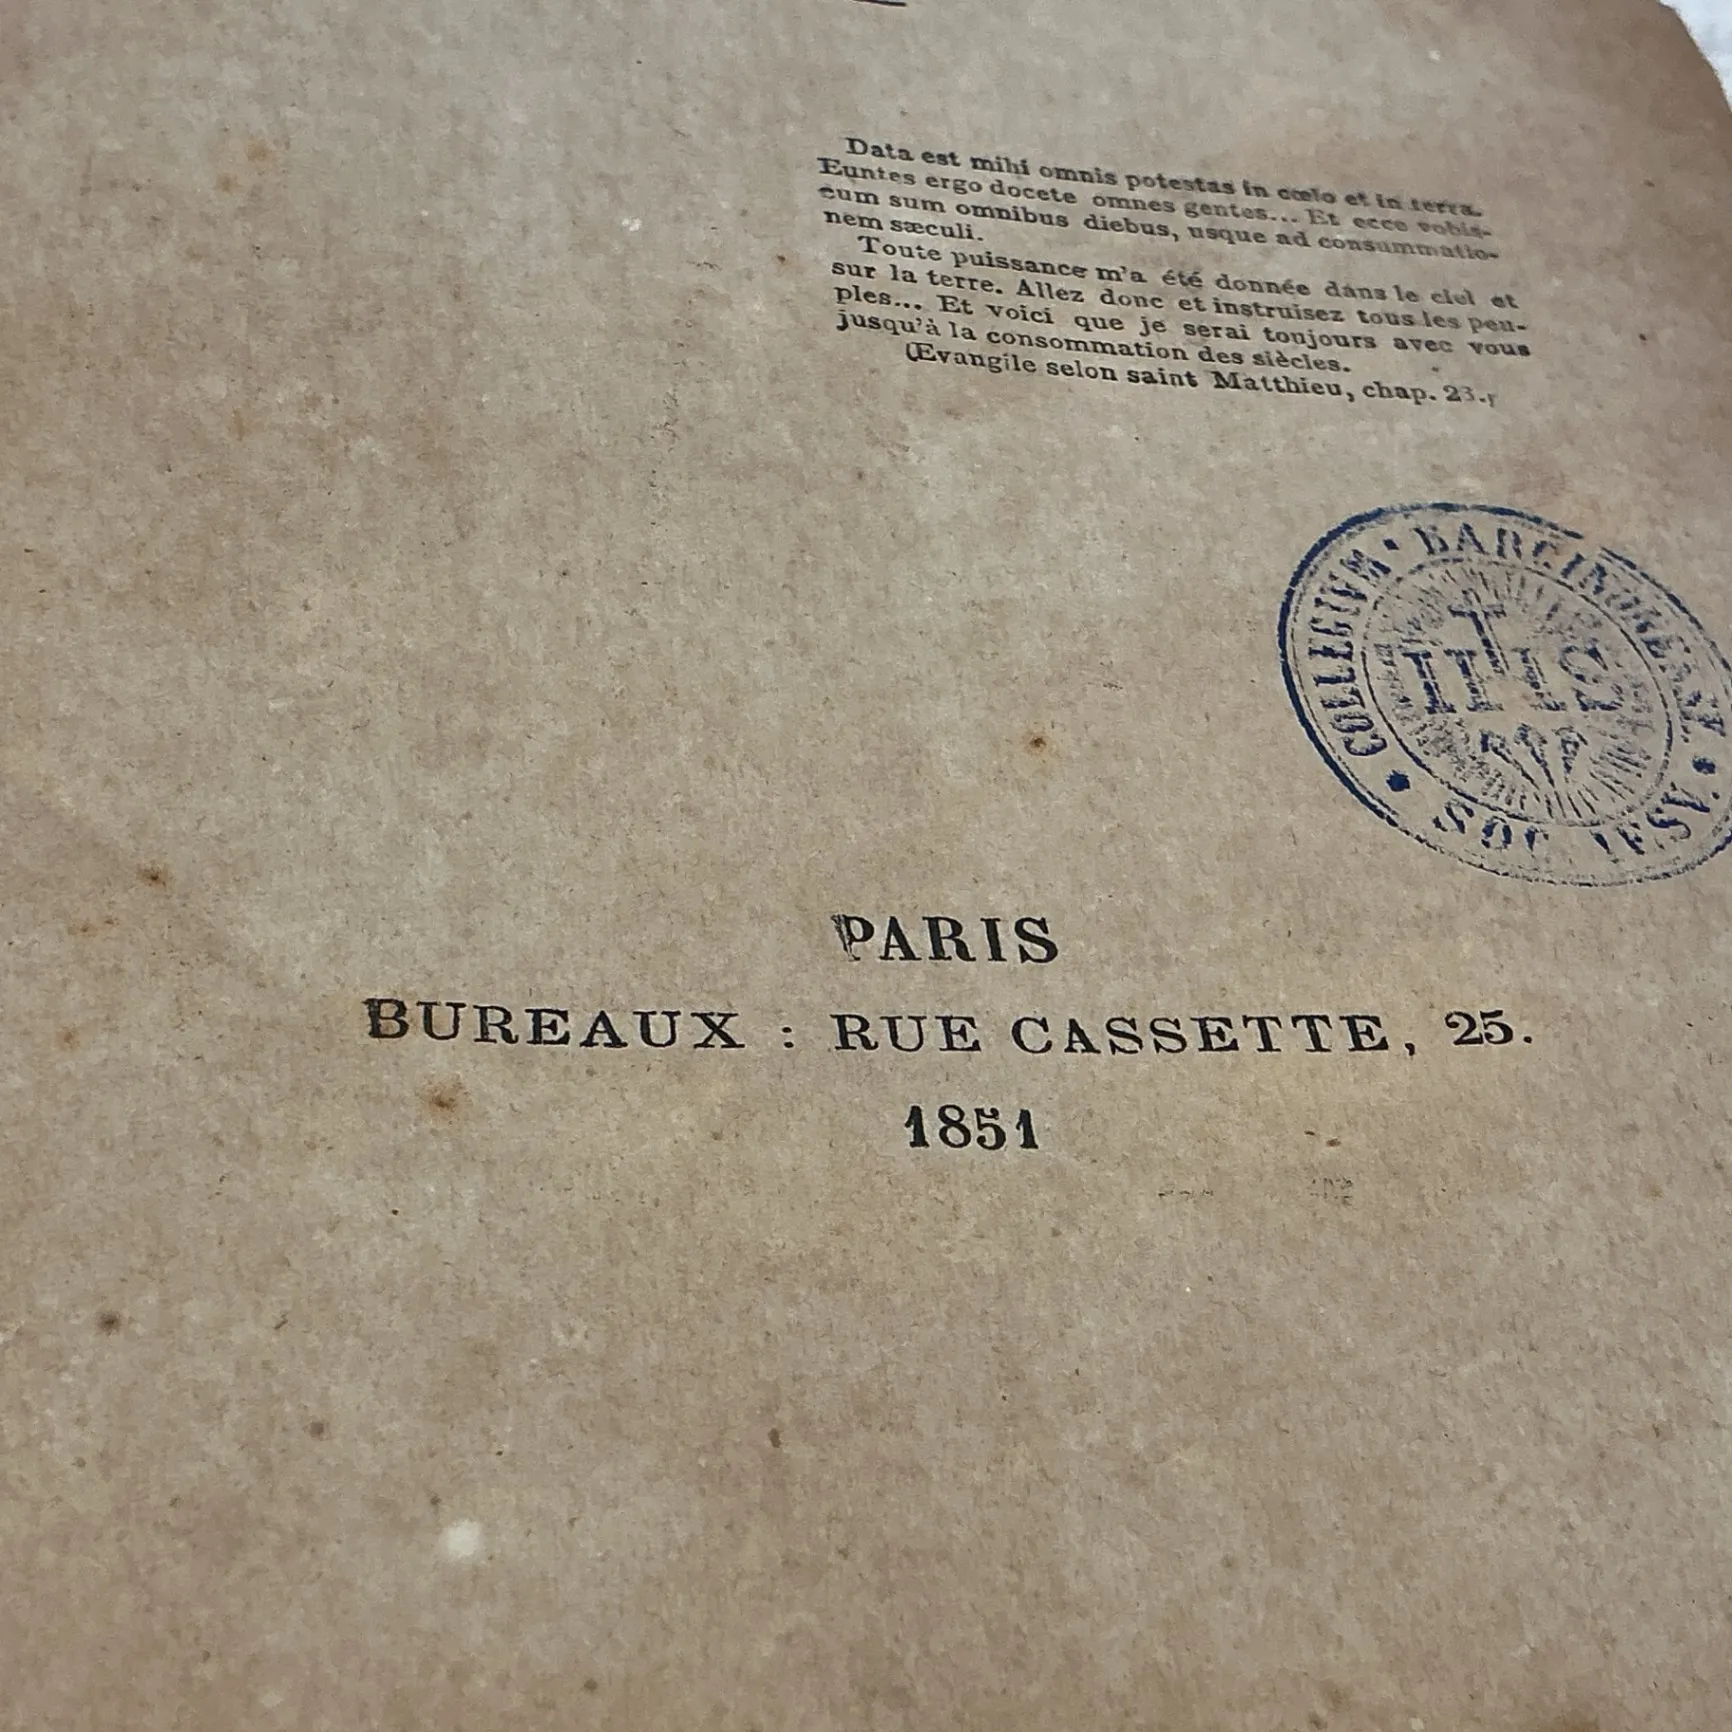 Data est mihi omnis potestas in cœlo et in terra.
Euntes ergo docete omnes gentes... Et ecce vobis-
cum sum omnibus diebus, usque ad consummatio-
nem sæculi.
Toute puissance m'a été donnée dans le ciel et
sur la terre. Allez donc et instruisez tous les peu-
ples... Et voici que je serai toujours avec vous
jusqu'à la consommation des siècles.
(Evangile selon saint Matthieu, chap. 23.)
COLLEGIVM · BARCINONENSE · SOC. IESV.
IHS
PARIS
BUREAUX : RUE CASSETTE, 25.
1851